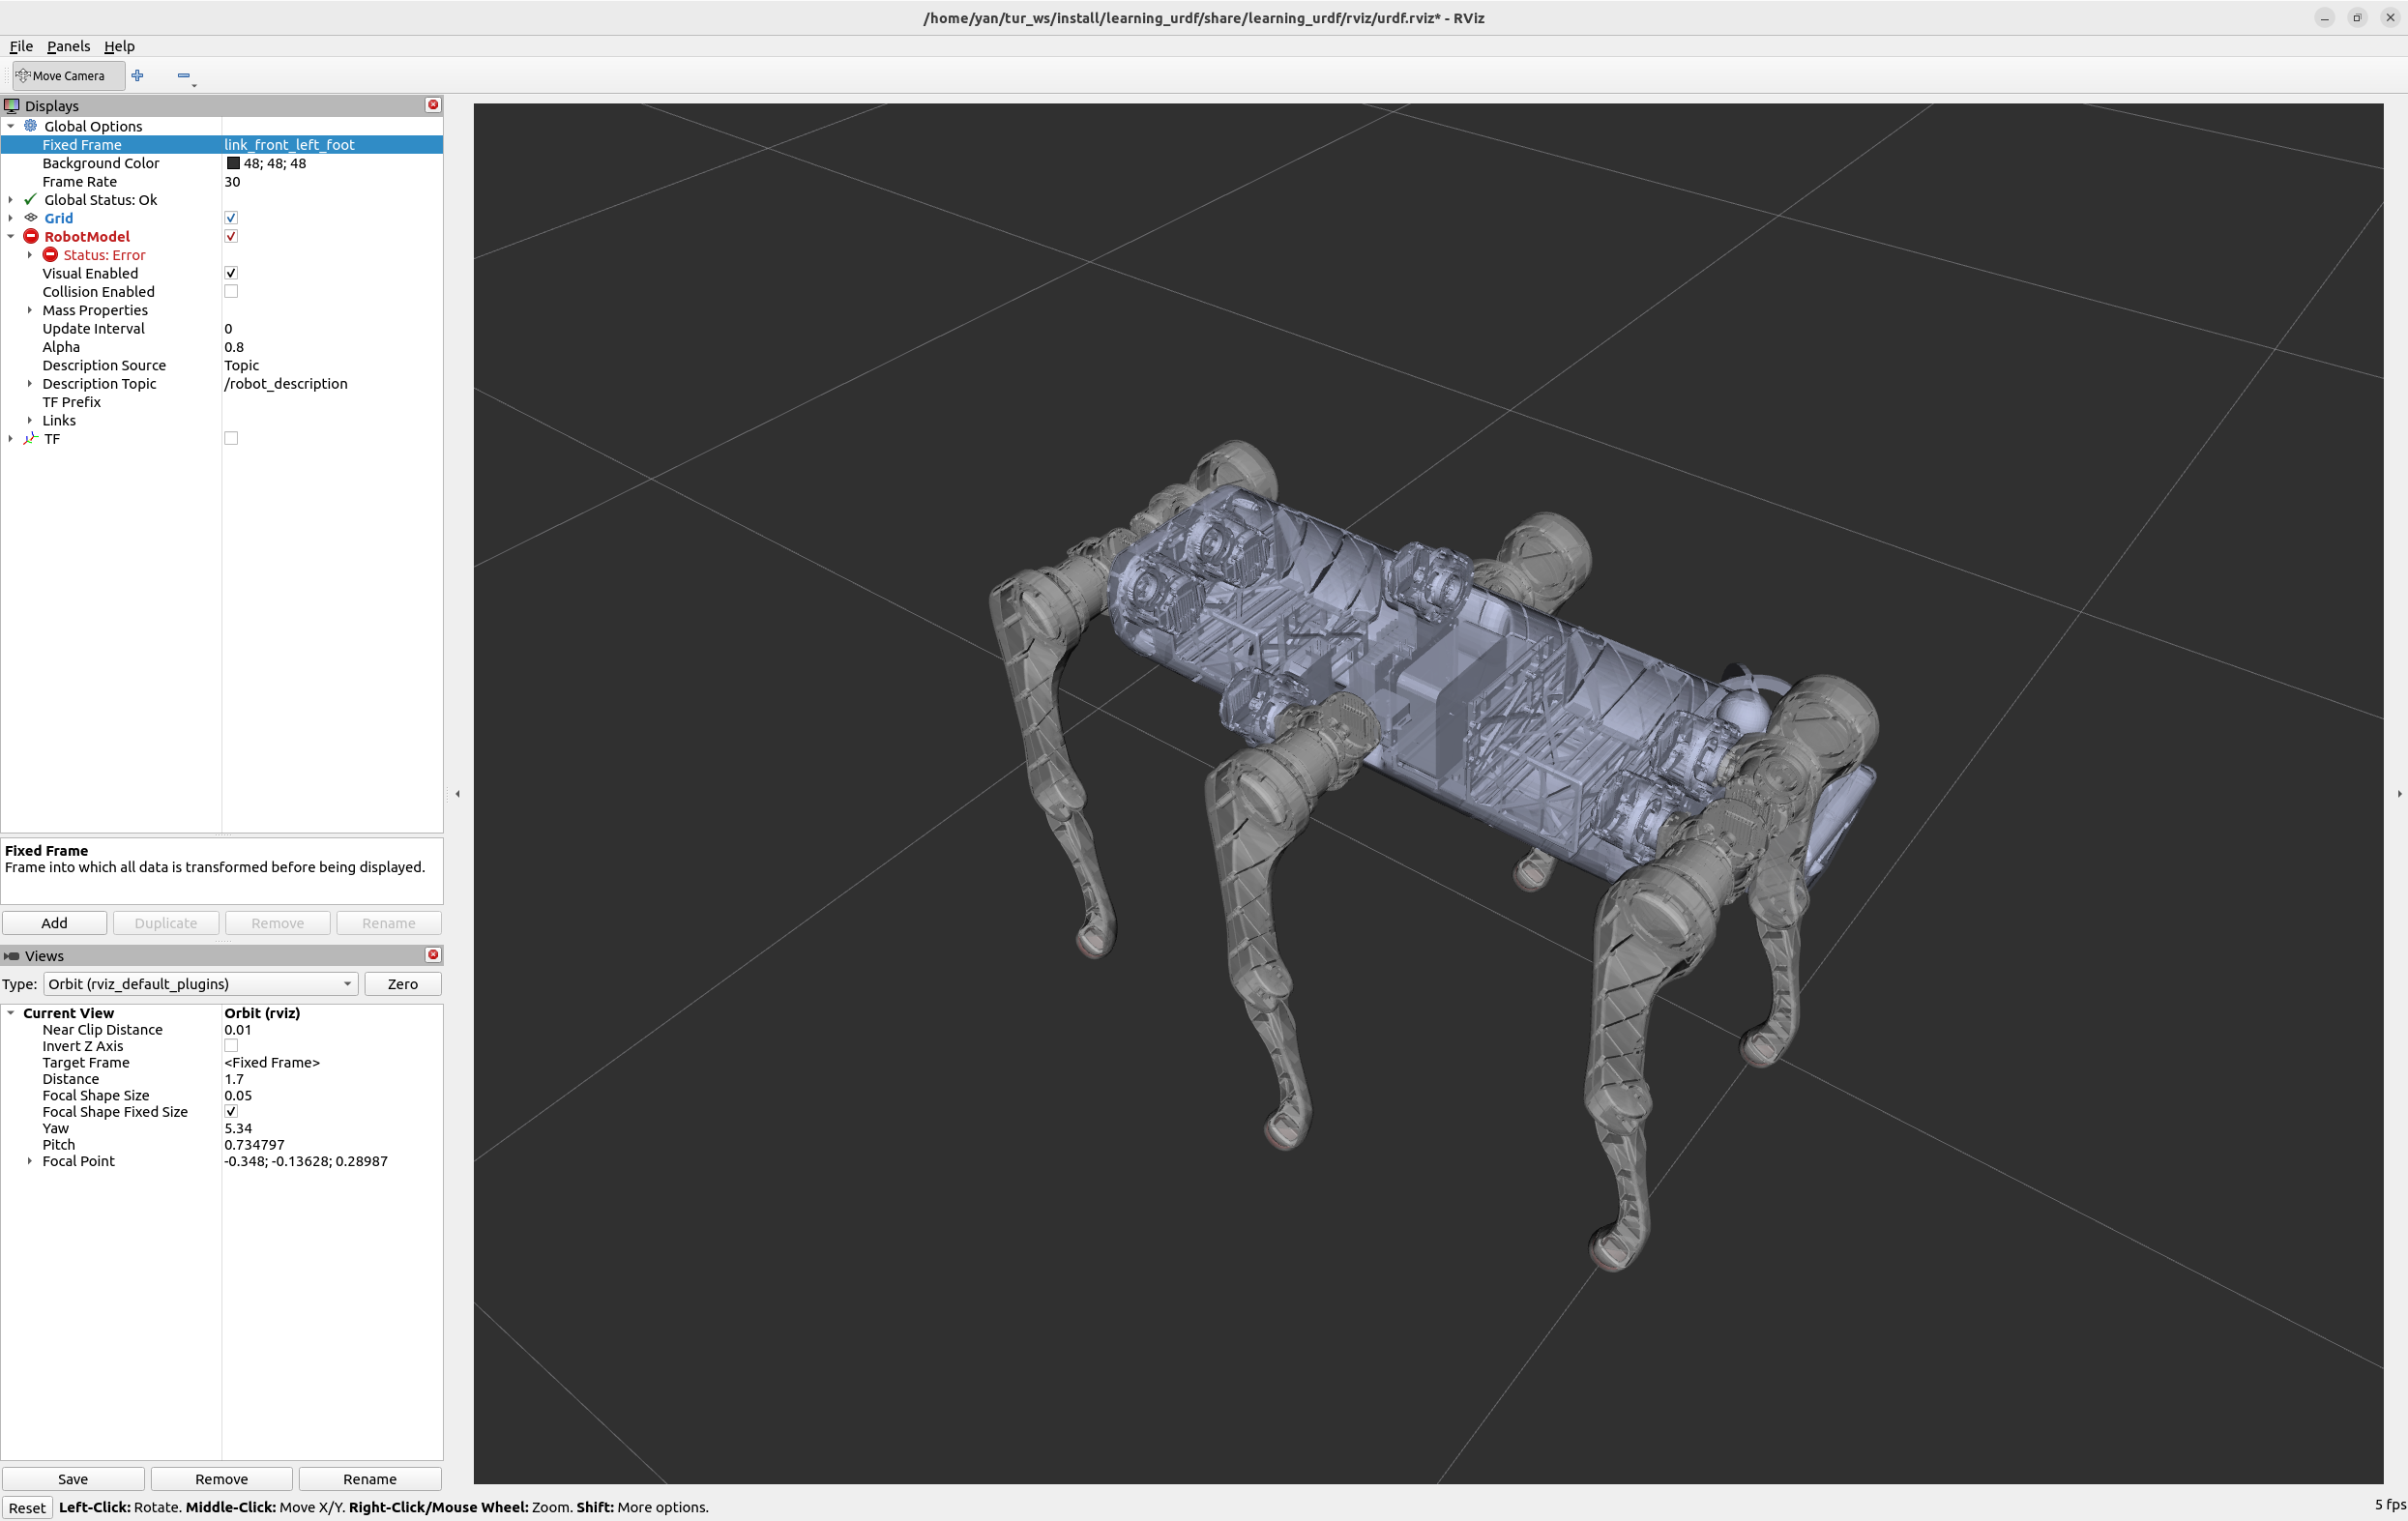 /home/yan/tur_ws/install/learning_urdf/share/learning_urdf/rviz/urdf.rviz* - RViz
File Panels Help
Move Camera
Displays
Global Options
Fixed Frame link_front_left_foot
Background Color 48; 48; 48
Frame Rate 30
Global Status: Ok
Grid
RobotModel
Status: Error
Visual Enabled
Collision Enabled
Mass Properties
Update Interval 0
Alpha 0.8
Description Source Topic
Description Topic /robot_description
TF Prefix
Links
TF
Fixed Frame
Frame into which all data is transformed before being displayed.
Add Duplicate Remove Rename
Views
Type: Orbit (rviz_default_plugins) Zero
Current View Orbit (rviz)
Near Clip Distance 0.01
Invert Z Axis
Target Frame <Fixed Frame>
Distance 1.7
Focal Shape Size 0.05
Focal Shape Fixed Size
Yaw 5.34
Pitch 0.734797
Focal Point -0.348; -0.13628; 0.28987
Save Remove Rename
Reset Left-Click: Rotate. Middle-Click: Move X/Y. Right-Click/Mouse Wheel: Zoom. Shift: More options. 5 fps